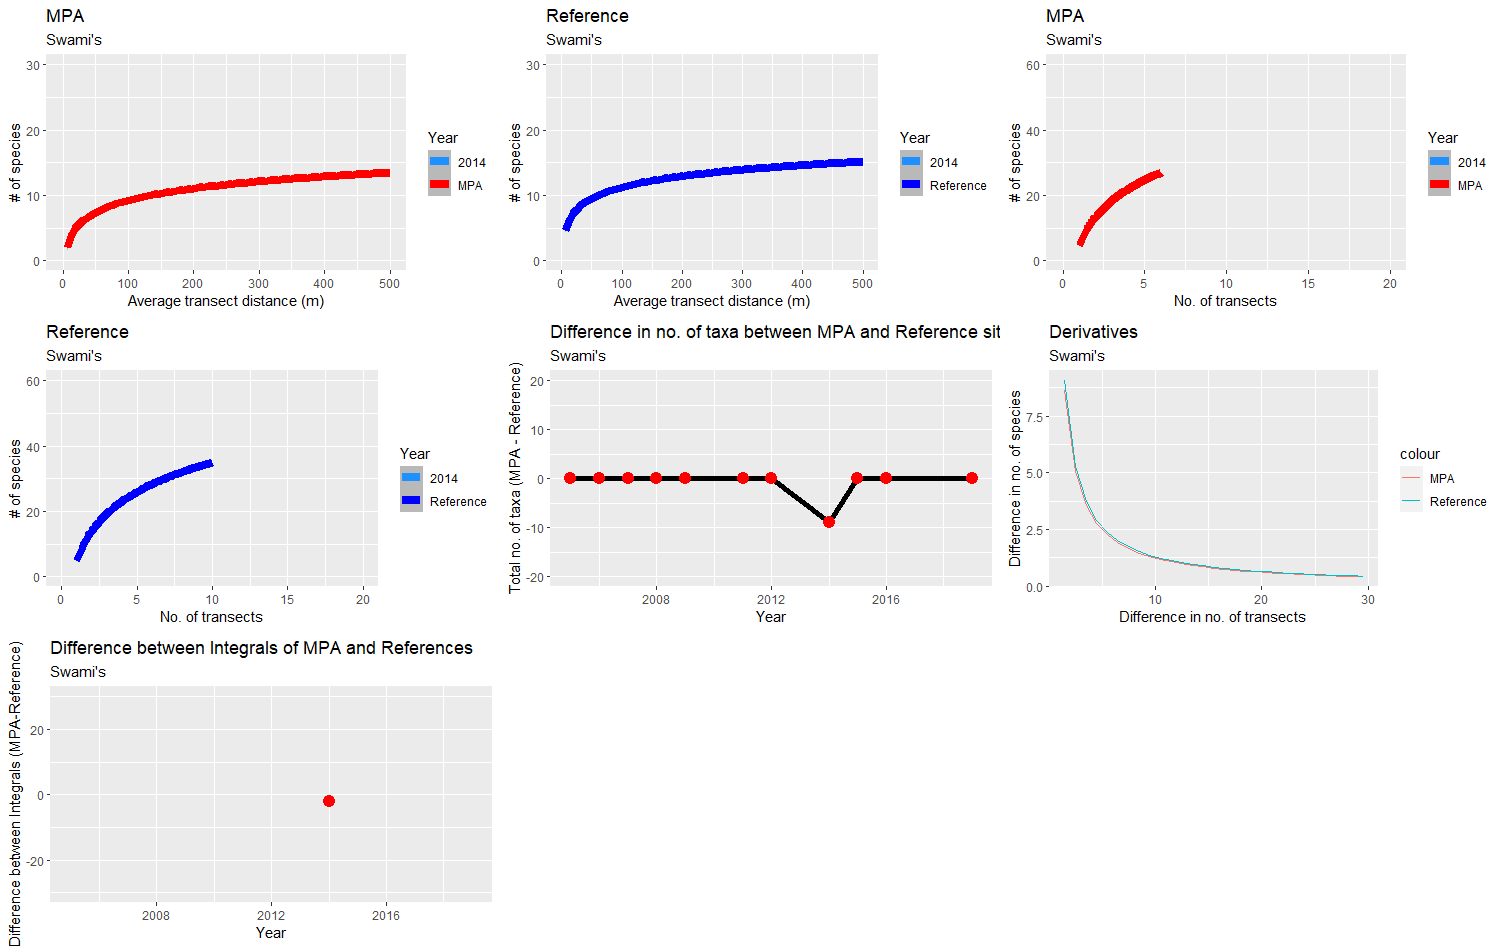 MPA
Swami's
# of species
30
20
10
0
0 100 200 300 400 500
Average transect distance (m)
Year
2014
MPA
Reference
Swami's
# of species
30
20
10
0
0 100 200 300 400 500
Average transect distance (m)
Year
2014
Reference
MPA
Swami's
# of species
60
40
20
0
0 5 10 15 20
No. of transects
Year
2014
MPA
Reference
Swami's
# of species
60
40
20
0
0 5 10 15 20
No. of transects
Year
2014
Reference
Difference in no. of taxa between MPA and Reference sit
Swami's
Total no. of taxa (MPA - Reference)
20
10
0
-10
-20
2008 2012 2016
Year
Derivatives
Swami's
Difference in no. of species
7.5
5.0
2.5
0.0
10 20 30
Difference in no. of transects
colour
MPA
Reference
Difference between Integrals of MPA and References
Swami's
Difference between Integrals (MPA-Reference)
20
0
-20
2008 2012 2016
Year